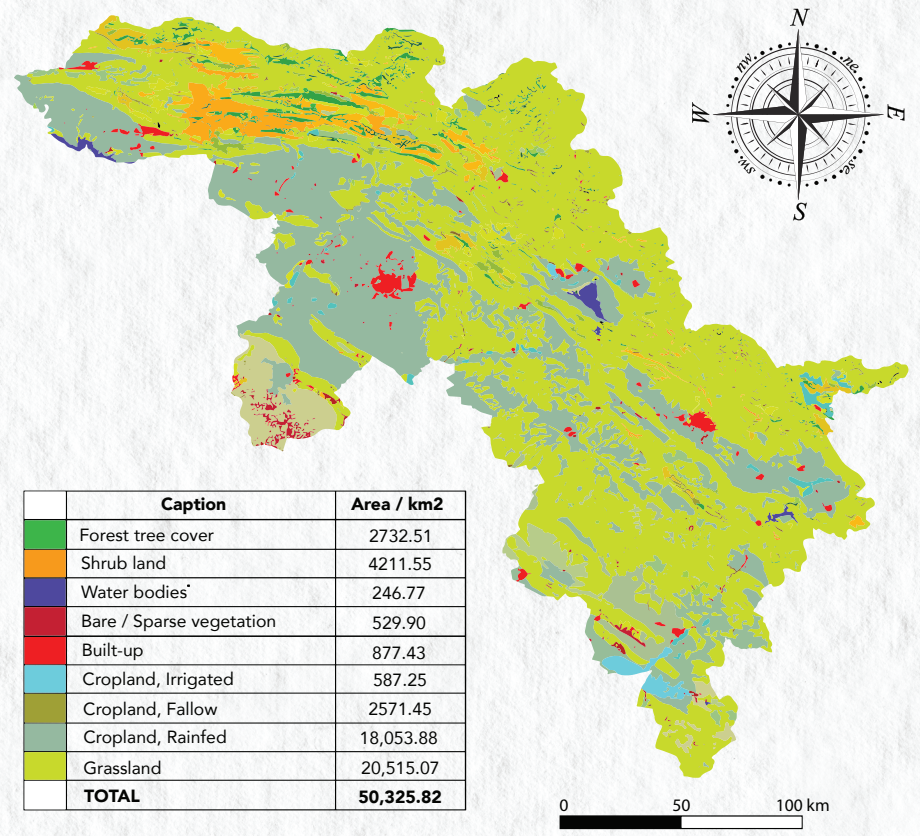 N
nw
ne
W
E
sw
se
S
Caption Area / km2
Forest tree cover 2732.51
Shrub land 4211.55
Water bodies 246.77
Bare / Sparse vegetation 529.90
Built-up 877.43
Cropland, Irrigated 587.25
Cropland, Fallow 2571.45
Cropland, Rainfed 18,053.88
Grassland 20,515.07
TOTAL 50,325.82
0 50 100 km